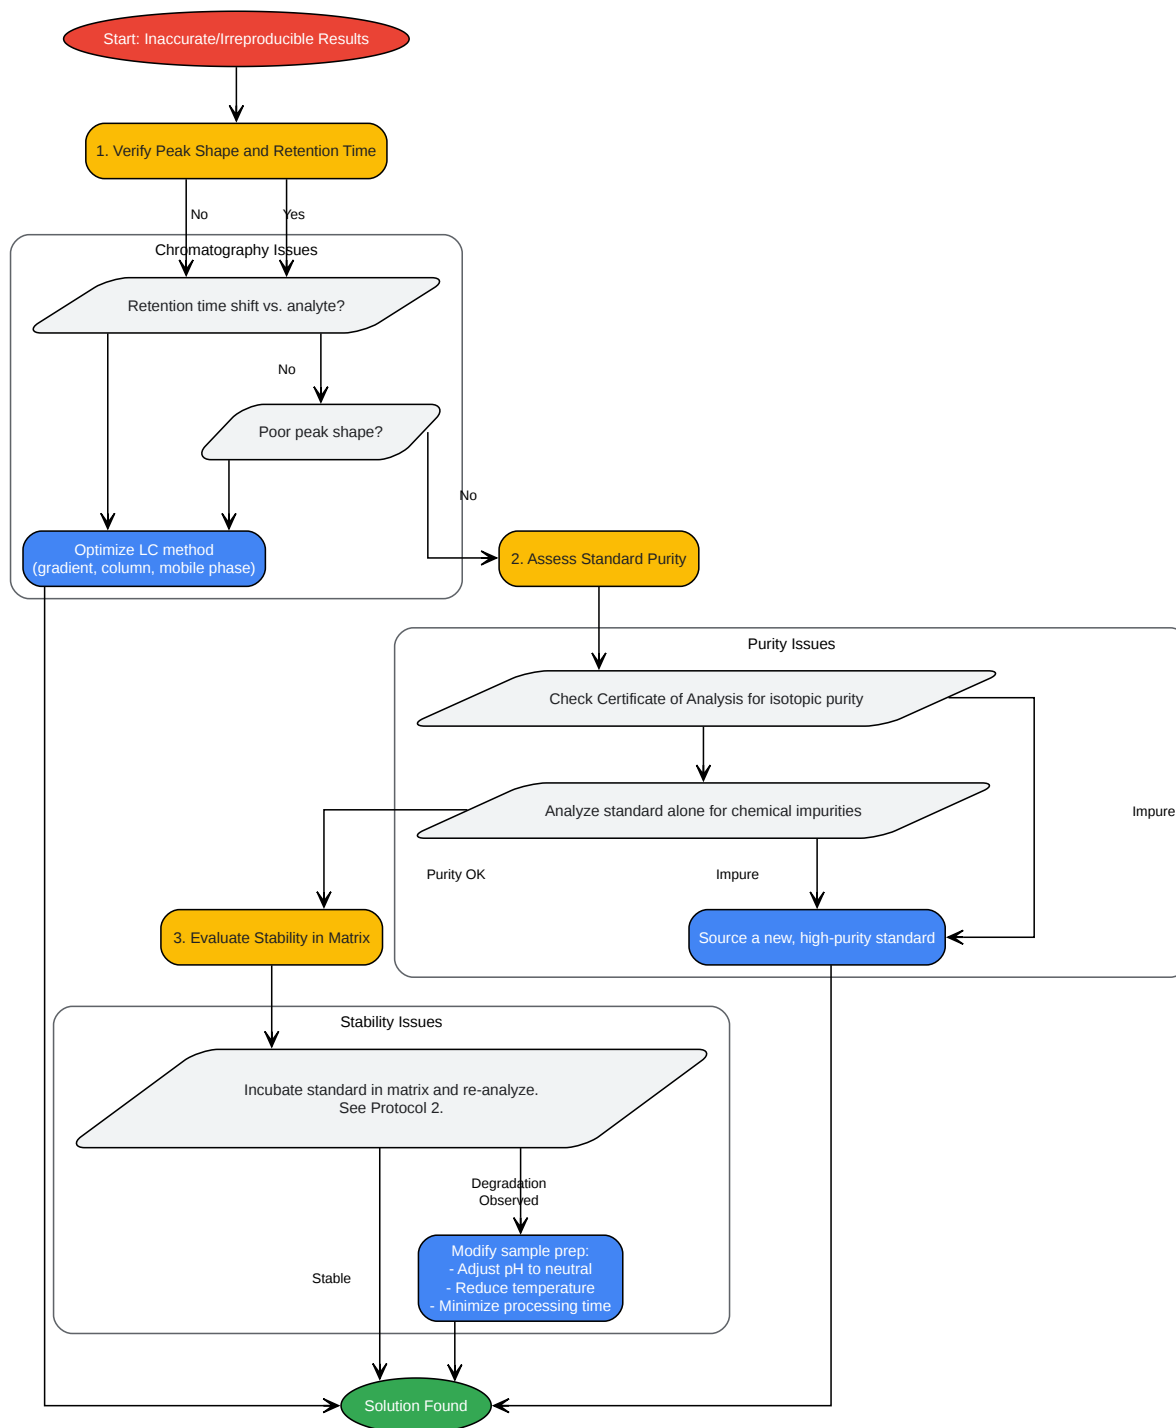 Start: Inaccurate/Irreproducible Results
1. Verify Peak Shape and Retention Time
No
Yes
Chromatography Issues
Retention time shift vs. analyte?
No
Poor peak shape?
No
Optimize LC method
(gradient, column, mobile phase)
2. Assess Standard Purity
Purity Issues
Check Certificate of Analysis for isotopic purity
Analyze standard alone for chemical impurities
Impure
Purity OK
Impure
3. Evaluate Stability in Matrix
Source a new, high-purity standard
Stability Issues
Incubate standard in matrix and re-analyze.
See Protocol 2.
Degradation
Observed
Stable
Modify sample prep:
- Adjust pH to neutral
- Reduce temperature
- Minimize processing time
Solution Found